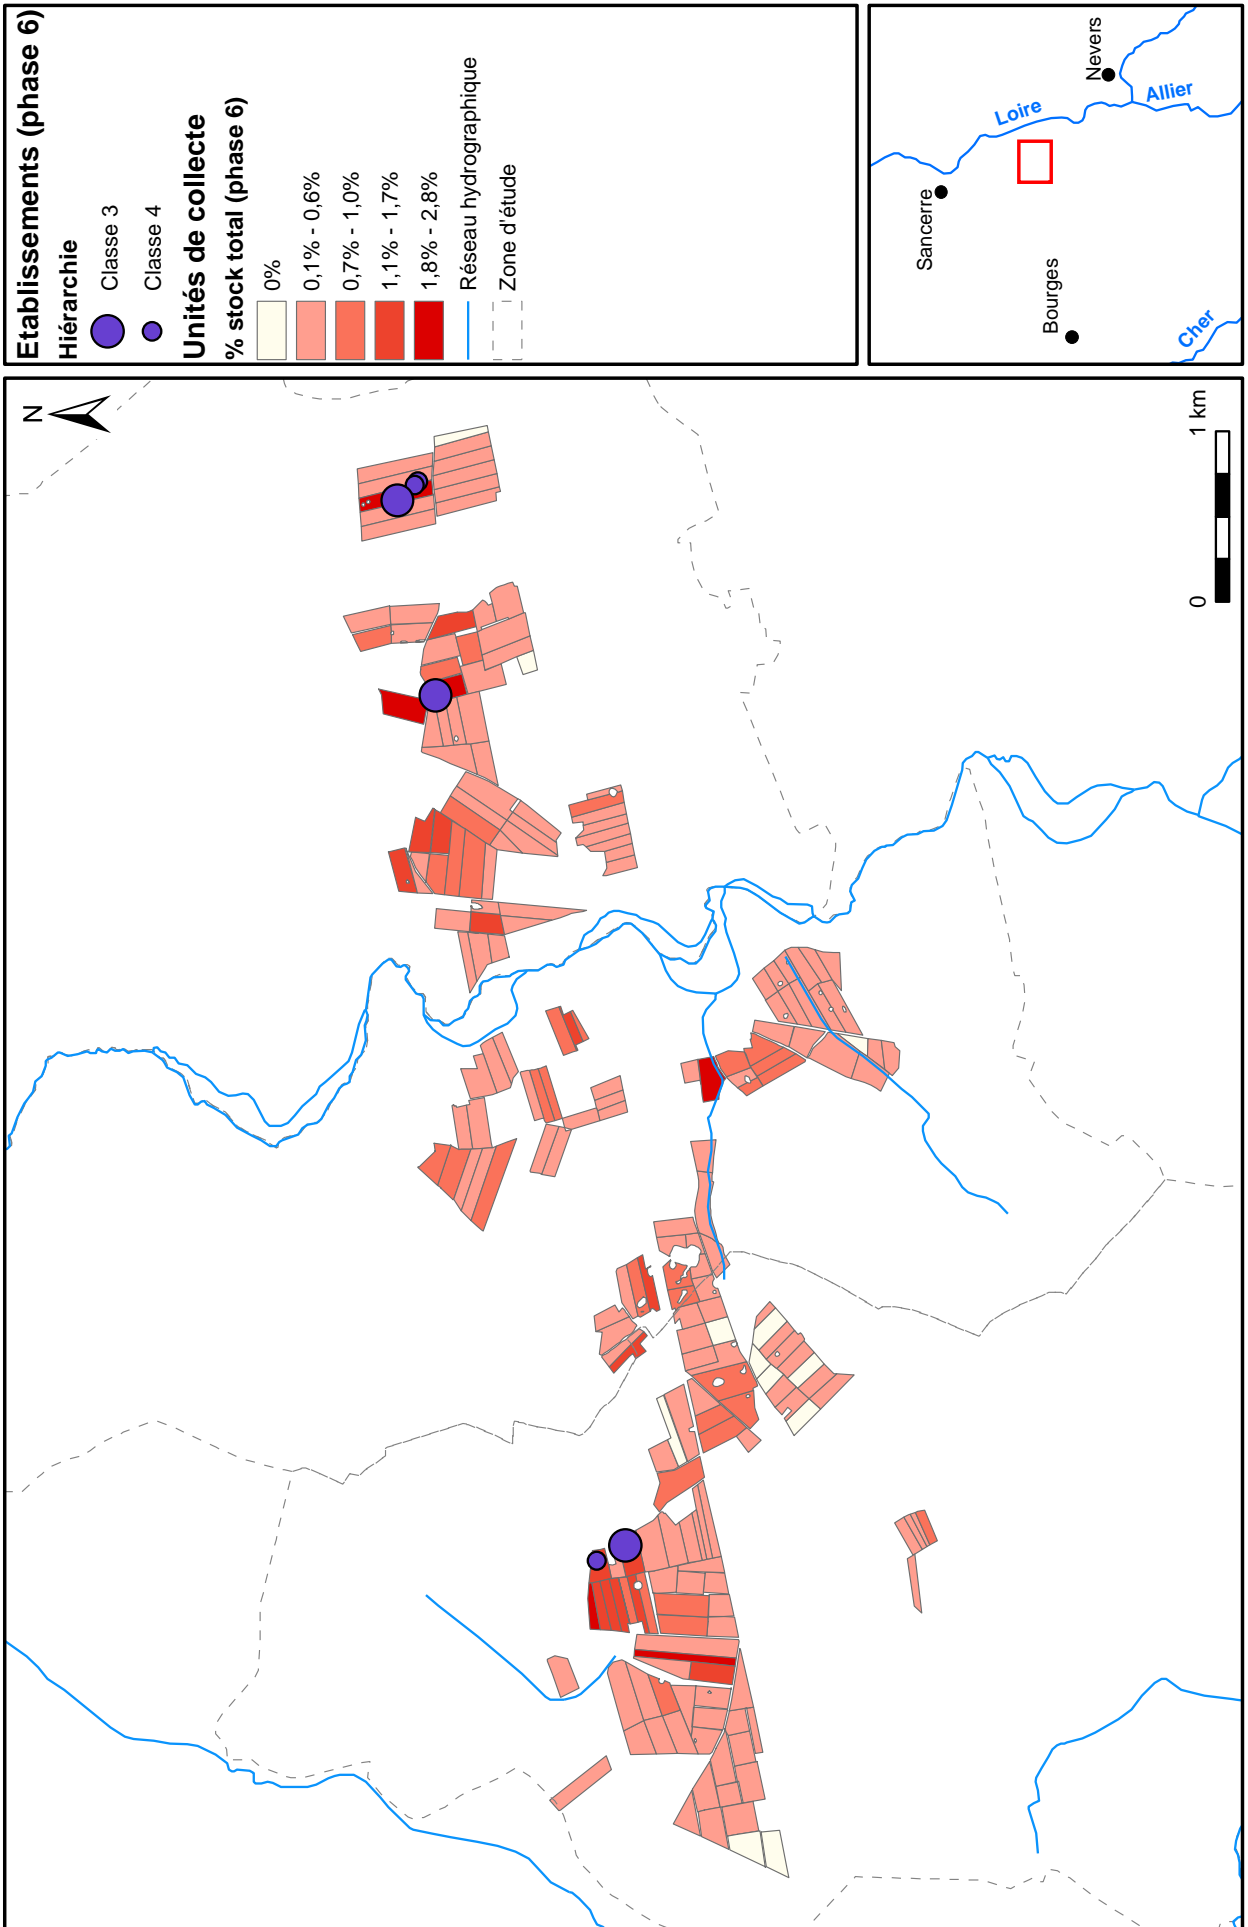 Etablissements (phase 6)
Hiérarchie
Classe 3
Classe 4
Unités de collecte
% stock total (phase 6)
0%
0,1% - 0,6%
0,7% - 1,0%
1,1% - 1,7%
1,8% - 2,8%
Réseau hydrographique
Zone d'étude
Nevers
Loire
Allier
Sancerre
Bourges
Cher
N
0
1 km